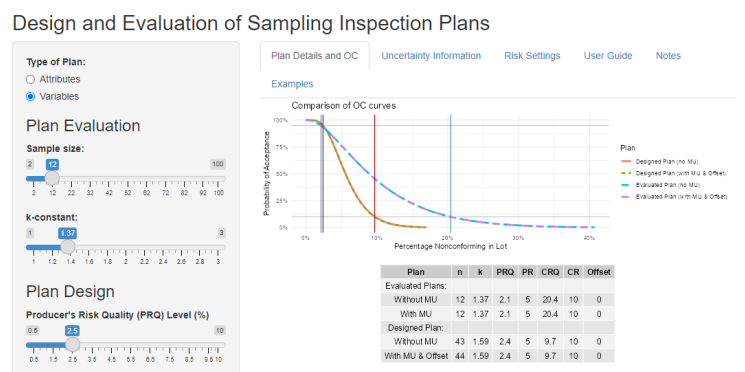 Design and Evaluation of Sampling Inspection Plans
Type of Plan:
Attributes
Variables
Plan Evaluation
Sample size:
2 12 100
2 12 22 32 42 52 62 72 82 92 100
k-constant:
1 1.37 3
1 1.2 1.4 1.6 1.8 2 2.2 2.4 2.6 2.8 3
Plan Design
Producer's Risk Quality (PRQ) Level (%)
0.5 2.5 10
0.5 1.5 2.5 3.5 4.5 5.5 6.5 7.5 8.5 9.5 10
Plan Details and OC Uncertainty Information Risk Settings User Guide Notes
Examples
Comparison of OC curves
Probability of Acceptance
100%
75%
50%
25%
0%
0% 10% 20% 30% 40%
Percentage Nonconforming in Lot
Plan
Designed Plan (no MU)
Designed Plan (with MU & Offset)
Evaluated Plan (no MU)
Evaluated Plan (with MU & Offset)
Plan n k PRQ PR CRQ CR Offset
Evaluated Plans:
Without MU 12 1.37 2.1 5 20.4 10 0
With MU 12 1.37 2.1 5 20.4 10 0
Designed Plan:
Without MU 43 1.59 2.4 5 9.7 10 0
With MU & Offset 44 1.59 2.4 5 9.7 10 0